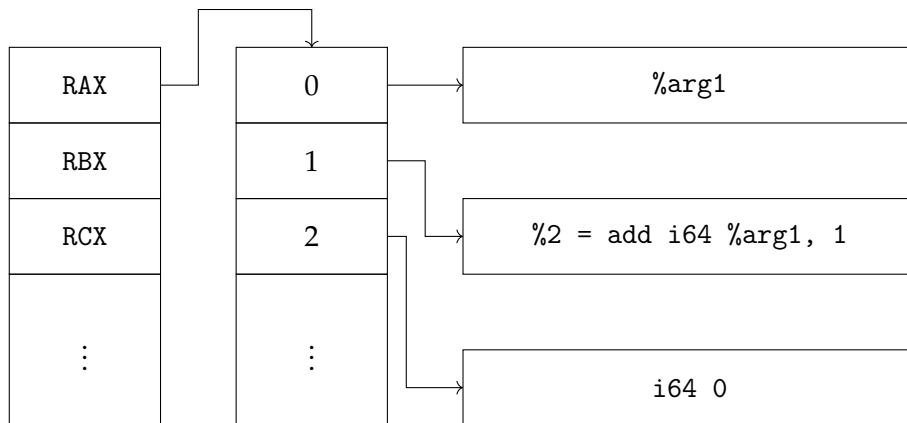 RAX
RBX
RCX
⋮
0
1
2
⋮
%arg1
%2 = add i64 %arg1, 1
i64 0